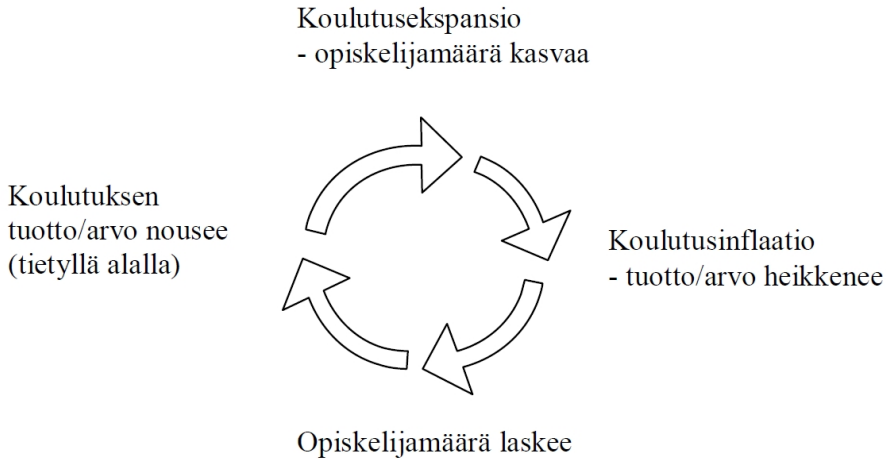 Koulutusekspansio
- opiskelijamäärä kasvaa
Koulutuksen
tuotto/arvo nousee
(tietyllä alalla)
Koulutusinflaatio
- tuotto/arvo heikkenee
Opiskelijamäärä laskee